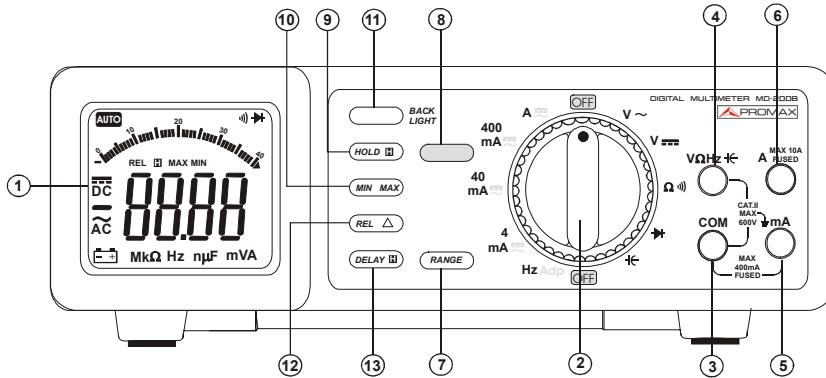 10
9
11
8
4
6
AUTO
0
10
20
30
40
REL H MAX MIN
DC
AC
88.88
MkΩ Hz nμF mVA
BACK
LIGHT
HOLD H
MIN MAX
REL △
DELAY H
RANGE
OFF
A
400
mA
40
mA
4
mA
Hz Adp
OFF
V ~
V
Ω
DIGITAL MULTIMETER MD-200B
PROMAX
VΩHz
A
MAX 10A
FUSED
CAT.II
MAX
600V
COM
mA
MAX
400mA
FUSED
1
12
13
7
2
3
5